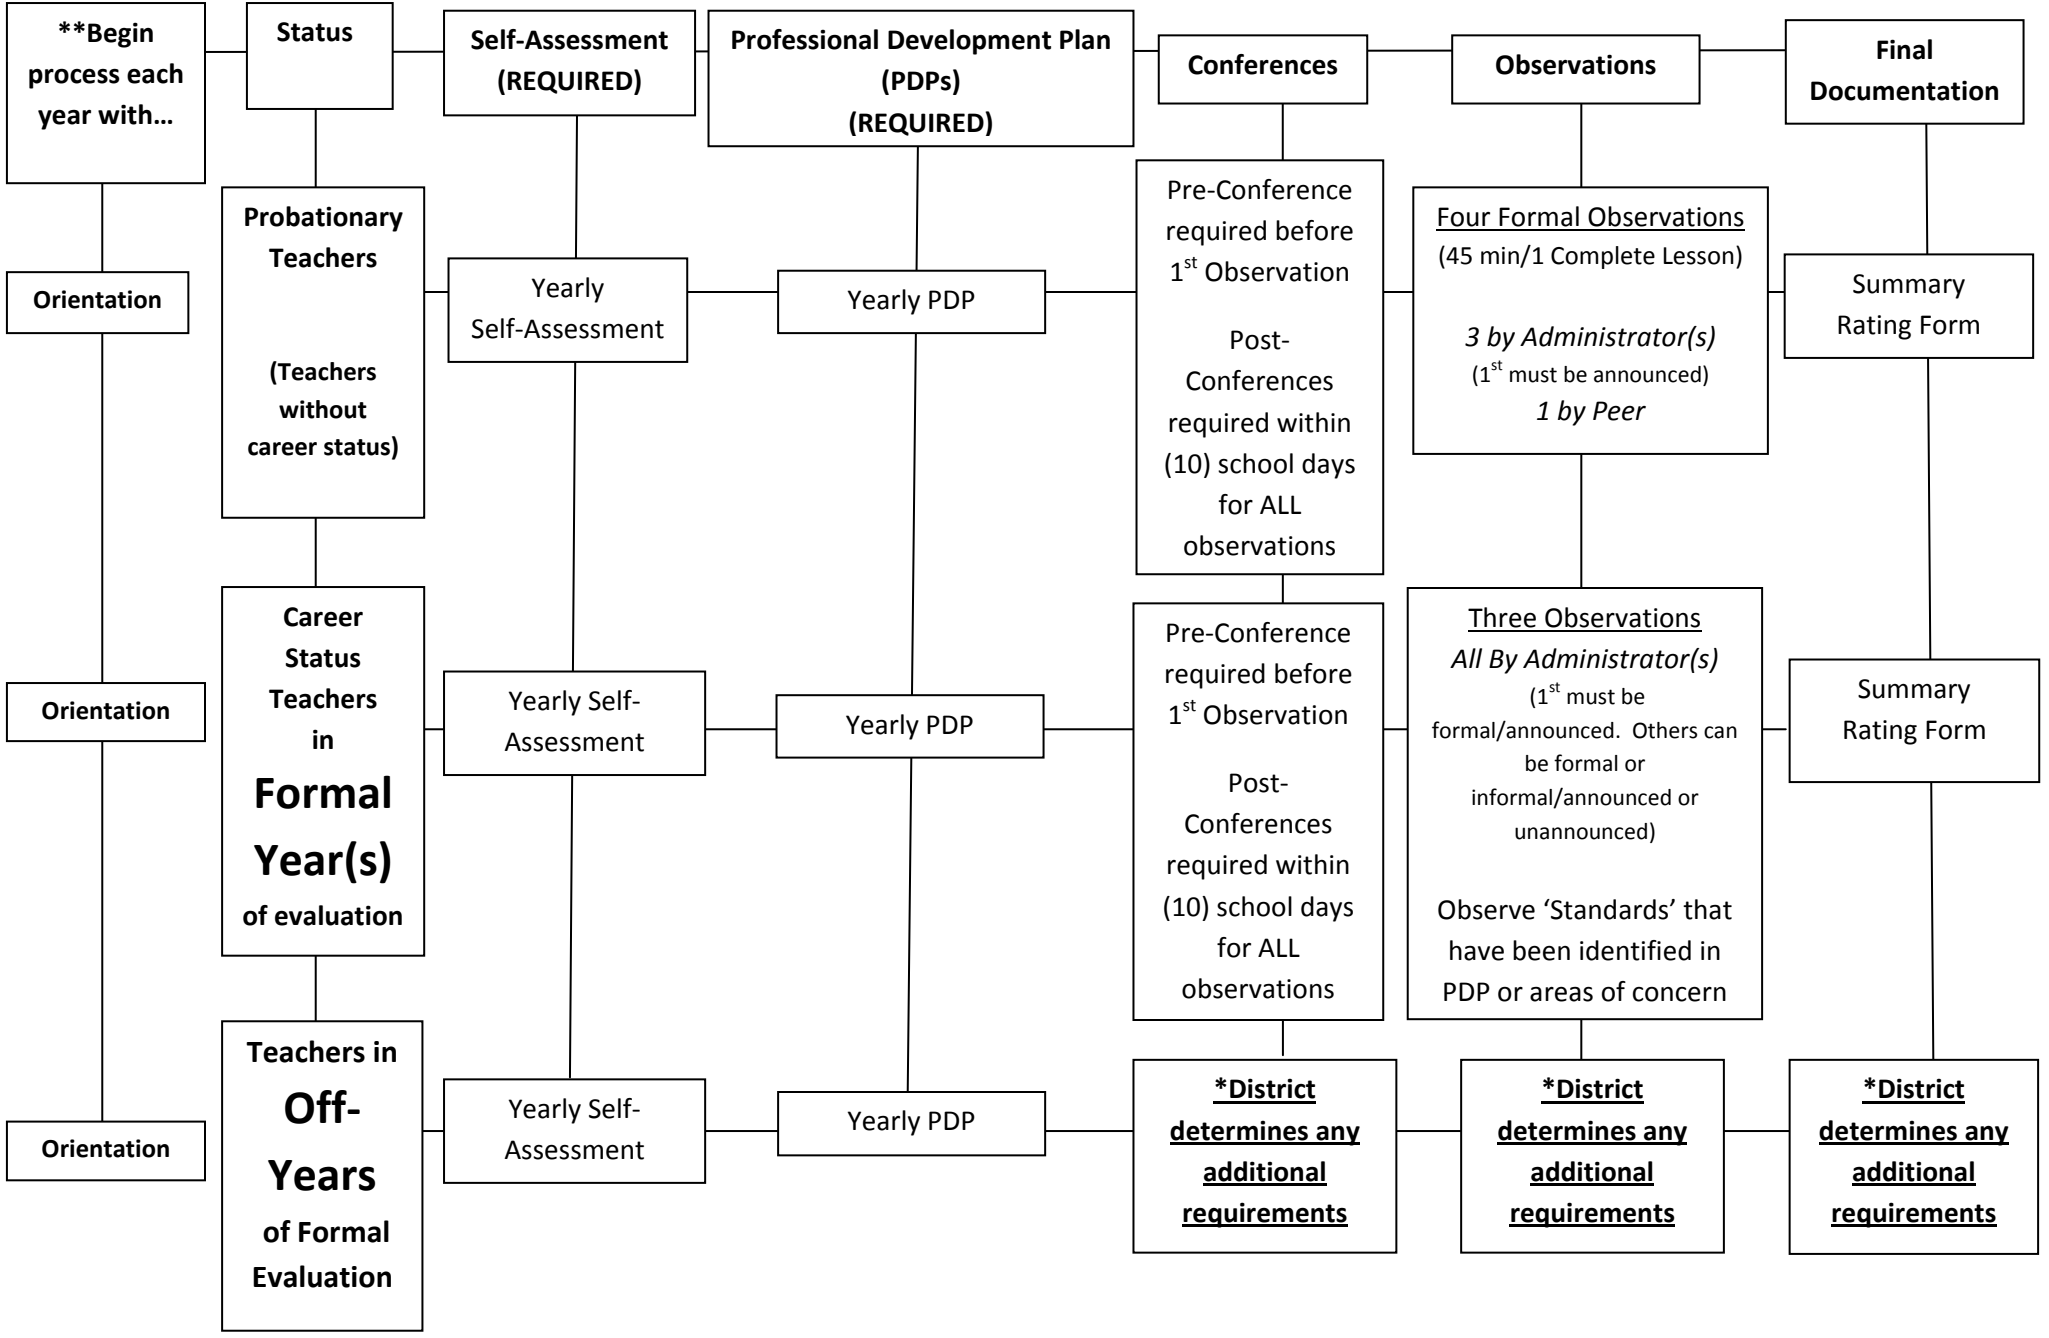 **Begin
process each
year with…
Status
Self-Assessment
(REQUIRED)
Professional Development Plan
(PDPs)
(REQUIRED)
Conferences
Observations
Final
Documentation
Orientation
Probationary
Teachers
(Teachers
without
career status)
Yearly
Self-Assessment
Yearly PDP
Pre-Conference
required before
1st Observation
Post-
Conferences
required within
(10) school days
for ALL
observations
Four Formal Observations
(45 min/1 Complete Lesson)
3 by Administrator(s)
(1st must be announced)
1 by Peer
Summary
Rating Form
Orientation
Career
Status
Teachers
in
Formal
Year(s)
of evaluation
Yearly Self-
Assessment
Yearly PDP
Pre-Conference
required before
1st Observation
Post-
Conferences
required within
(10) school days
for ALL
observations
Three Observations
All By Administrator(s)
(1st must be
formal/announced.  Others can
be formal or
informal/announced or
unannounced)
Observe ‘Standards’ that
have been identified in
PDP or areas of concern
Summary
Rating Form
Orientation
Teachers in
Off-
Years
of Formal
Evaluation
Yearly Self-
Assessment
Yearly PDP
*District
determines any
additional
requirements
*District
determines any
additional
requirements
*District
determines any
additional
requirements